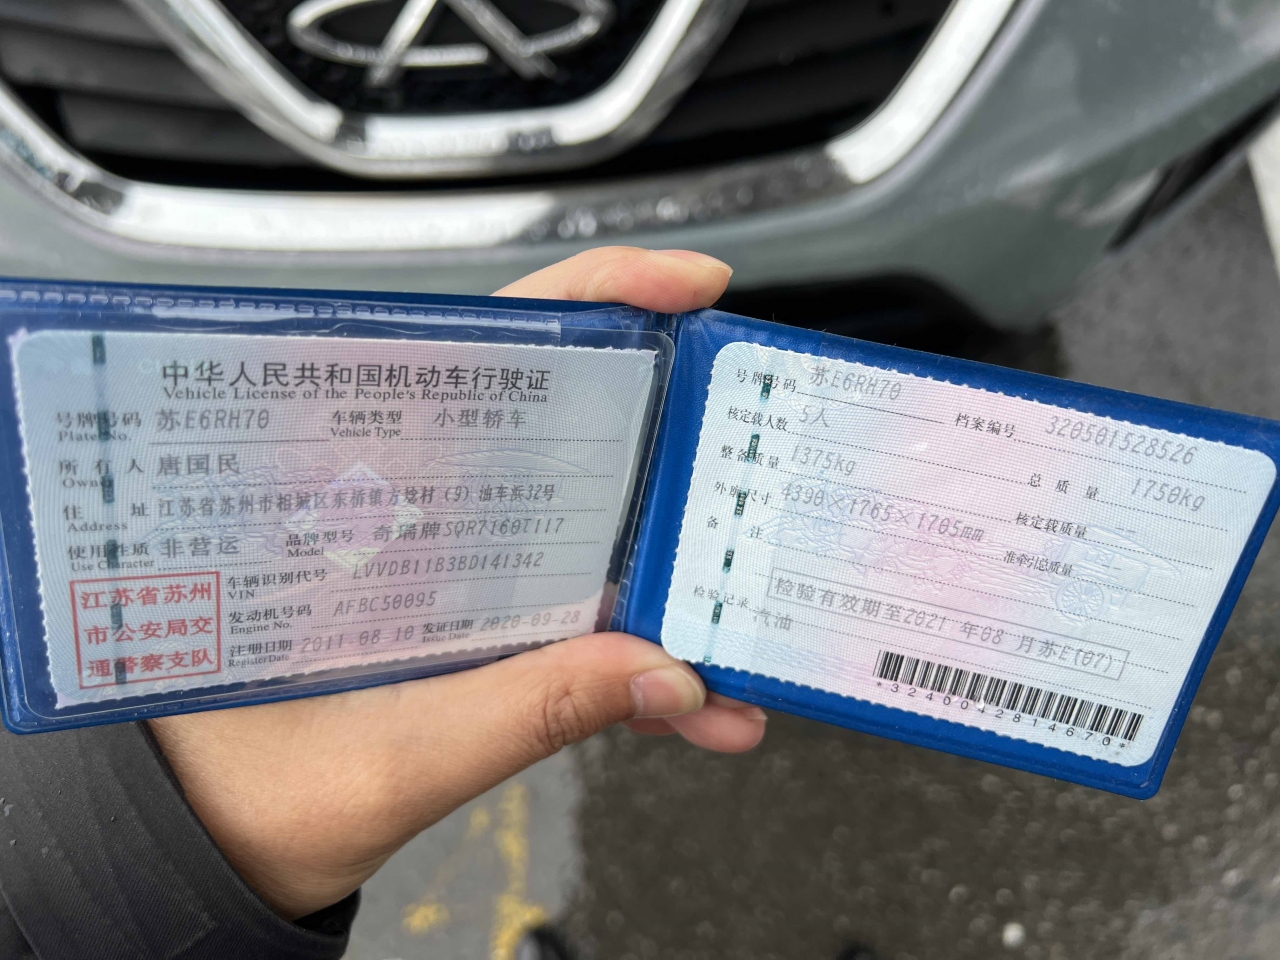 中华人民共和国机动车行驶证
Vehicle License of the People's Republic of China
号牌号码 苏E6RH70 车辆类型 小型轿车
Plate No. Vehicle Type
所有人 唐国民
Owner
住址 江苏省苏州市相城区东桥镇方埝村(9)油车浜32号
Address
使用性质 非营运 品牌型号 奇瑞牌SQR7160T117
Use Character Model
车辆识别代号 LVVDB11B3BD141342
VIN
发动机号码 AFBC50095
Engine No.
注册日期 2011-08-10 发证日期 2020-09-28
Register Date Issue Date
江苏省苏州
市公安局交
通警察支队
号牌号码 苏E6RH70 档案编号 320501528526
核定载人数 5人 总质量 1750kg
整备质量 1375kg 核定载质量
外廓尺寸 4390×1765×1705mm 准牵引总质量
备注
检验有效期至2021年08月苏E(07)
检验记录 汽油
*3240042814670*